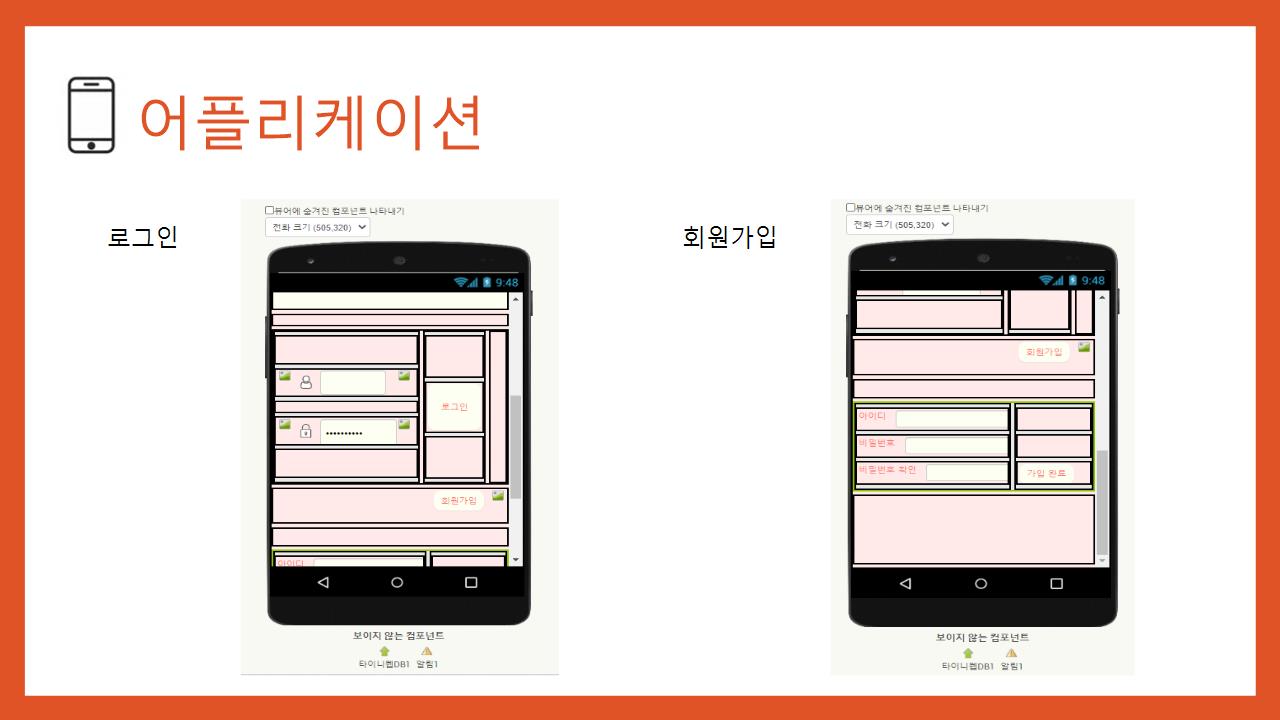 어플리케이션
로그인
뷰어에 숨겨진 컴포넌트 나타내기
전화 크기 (505,320)
9:48
로그인
••••••••••
회원가입
아이디
보이지 않는 컴포넌트
타이니웹DB1 알림1
회원가입
뷰어에 숨겨진 컴포넌트 나타내기
전화 크기 (505,320)
9:48
회원가입
아이디
비밀번호
비밀번호 확인
가입 완료
보이지 않는 컴포넌트
타이니웹DB1 알림1